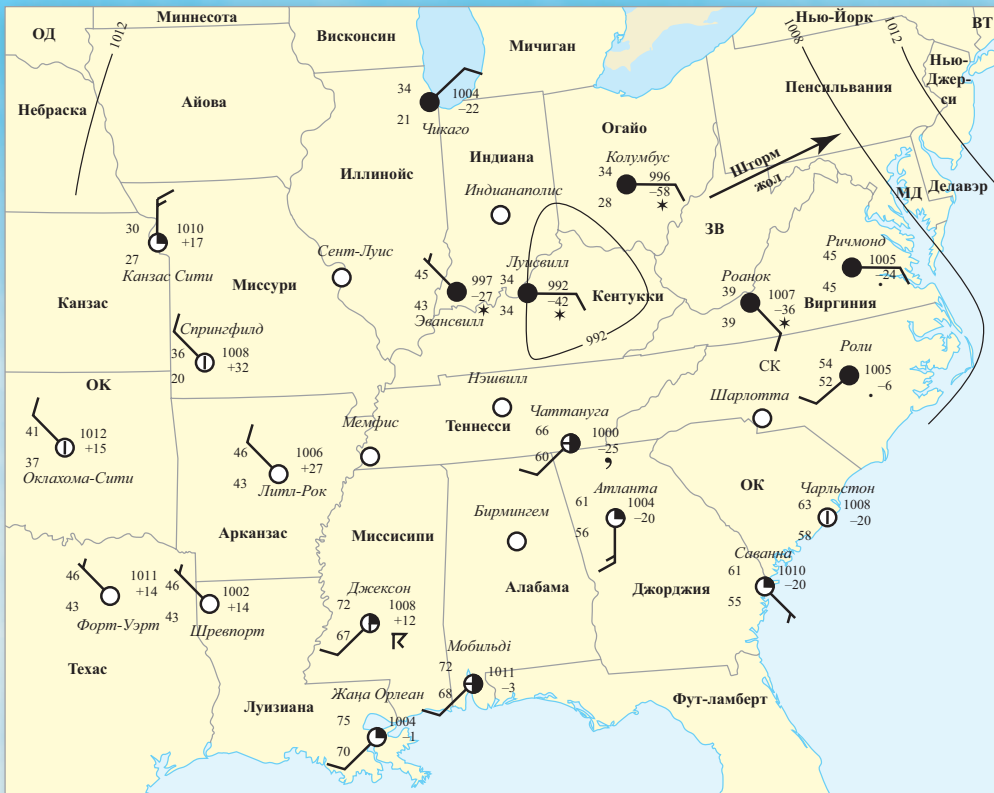 ОД
Миннесота
Висконсин
Мичиган
Нью-Йорк
ВТ
1012
1008
1012
Небраска
Айова
Иллинойс
Индиана
Огайо
Пенсильвания
Нью-
Джер-
си
34
1004
–22
21
Чикаго
Колумбус
34
996
–58
28
Шторм
жол
МД
Делавэр
Индианаполис
ЗВ
30
1010
+17
27
Канзас Сити
Сент-Луис
Миссури
Канзас
45
997
–27
43
Эвансвилл
Луисвилл
34
992
–42
34
Кентукки
992
Роанок
39
1007
–36
39
Ричмонд
45
1005
–24
45
Виргиния
Спрингфилд
36
1008
+32
20
СК
Роли
54
1005
52
–6
ОК
Нэшвилл
Шарлотта
Мемфис
Теннесси
Чаттануга
66
1000
–25
60
41
1012
+15
37
Оклахома-Сити
46
1006
+27
43
Литл-Рок
Арканзас
Миссисипи
Бирмингем
Алабама
Атланта
61
1004
–20
56
ОК
Чарльстон
63
1008
–20
58
Саванна
61
1010
–20
55
Джорджия
46
1011
+14
43
Форт-Уэрт
46
1002
+14
43
Шревпорт
Джексон
72
1008
+12
67
Техас
Луизиана
Мобильді
72
1011
–3
68
Жаңа Орлеан
75
1004
–1
70
Фут-ламберт